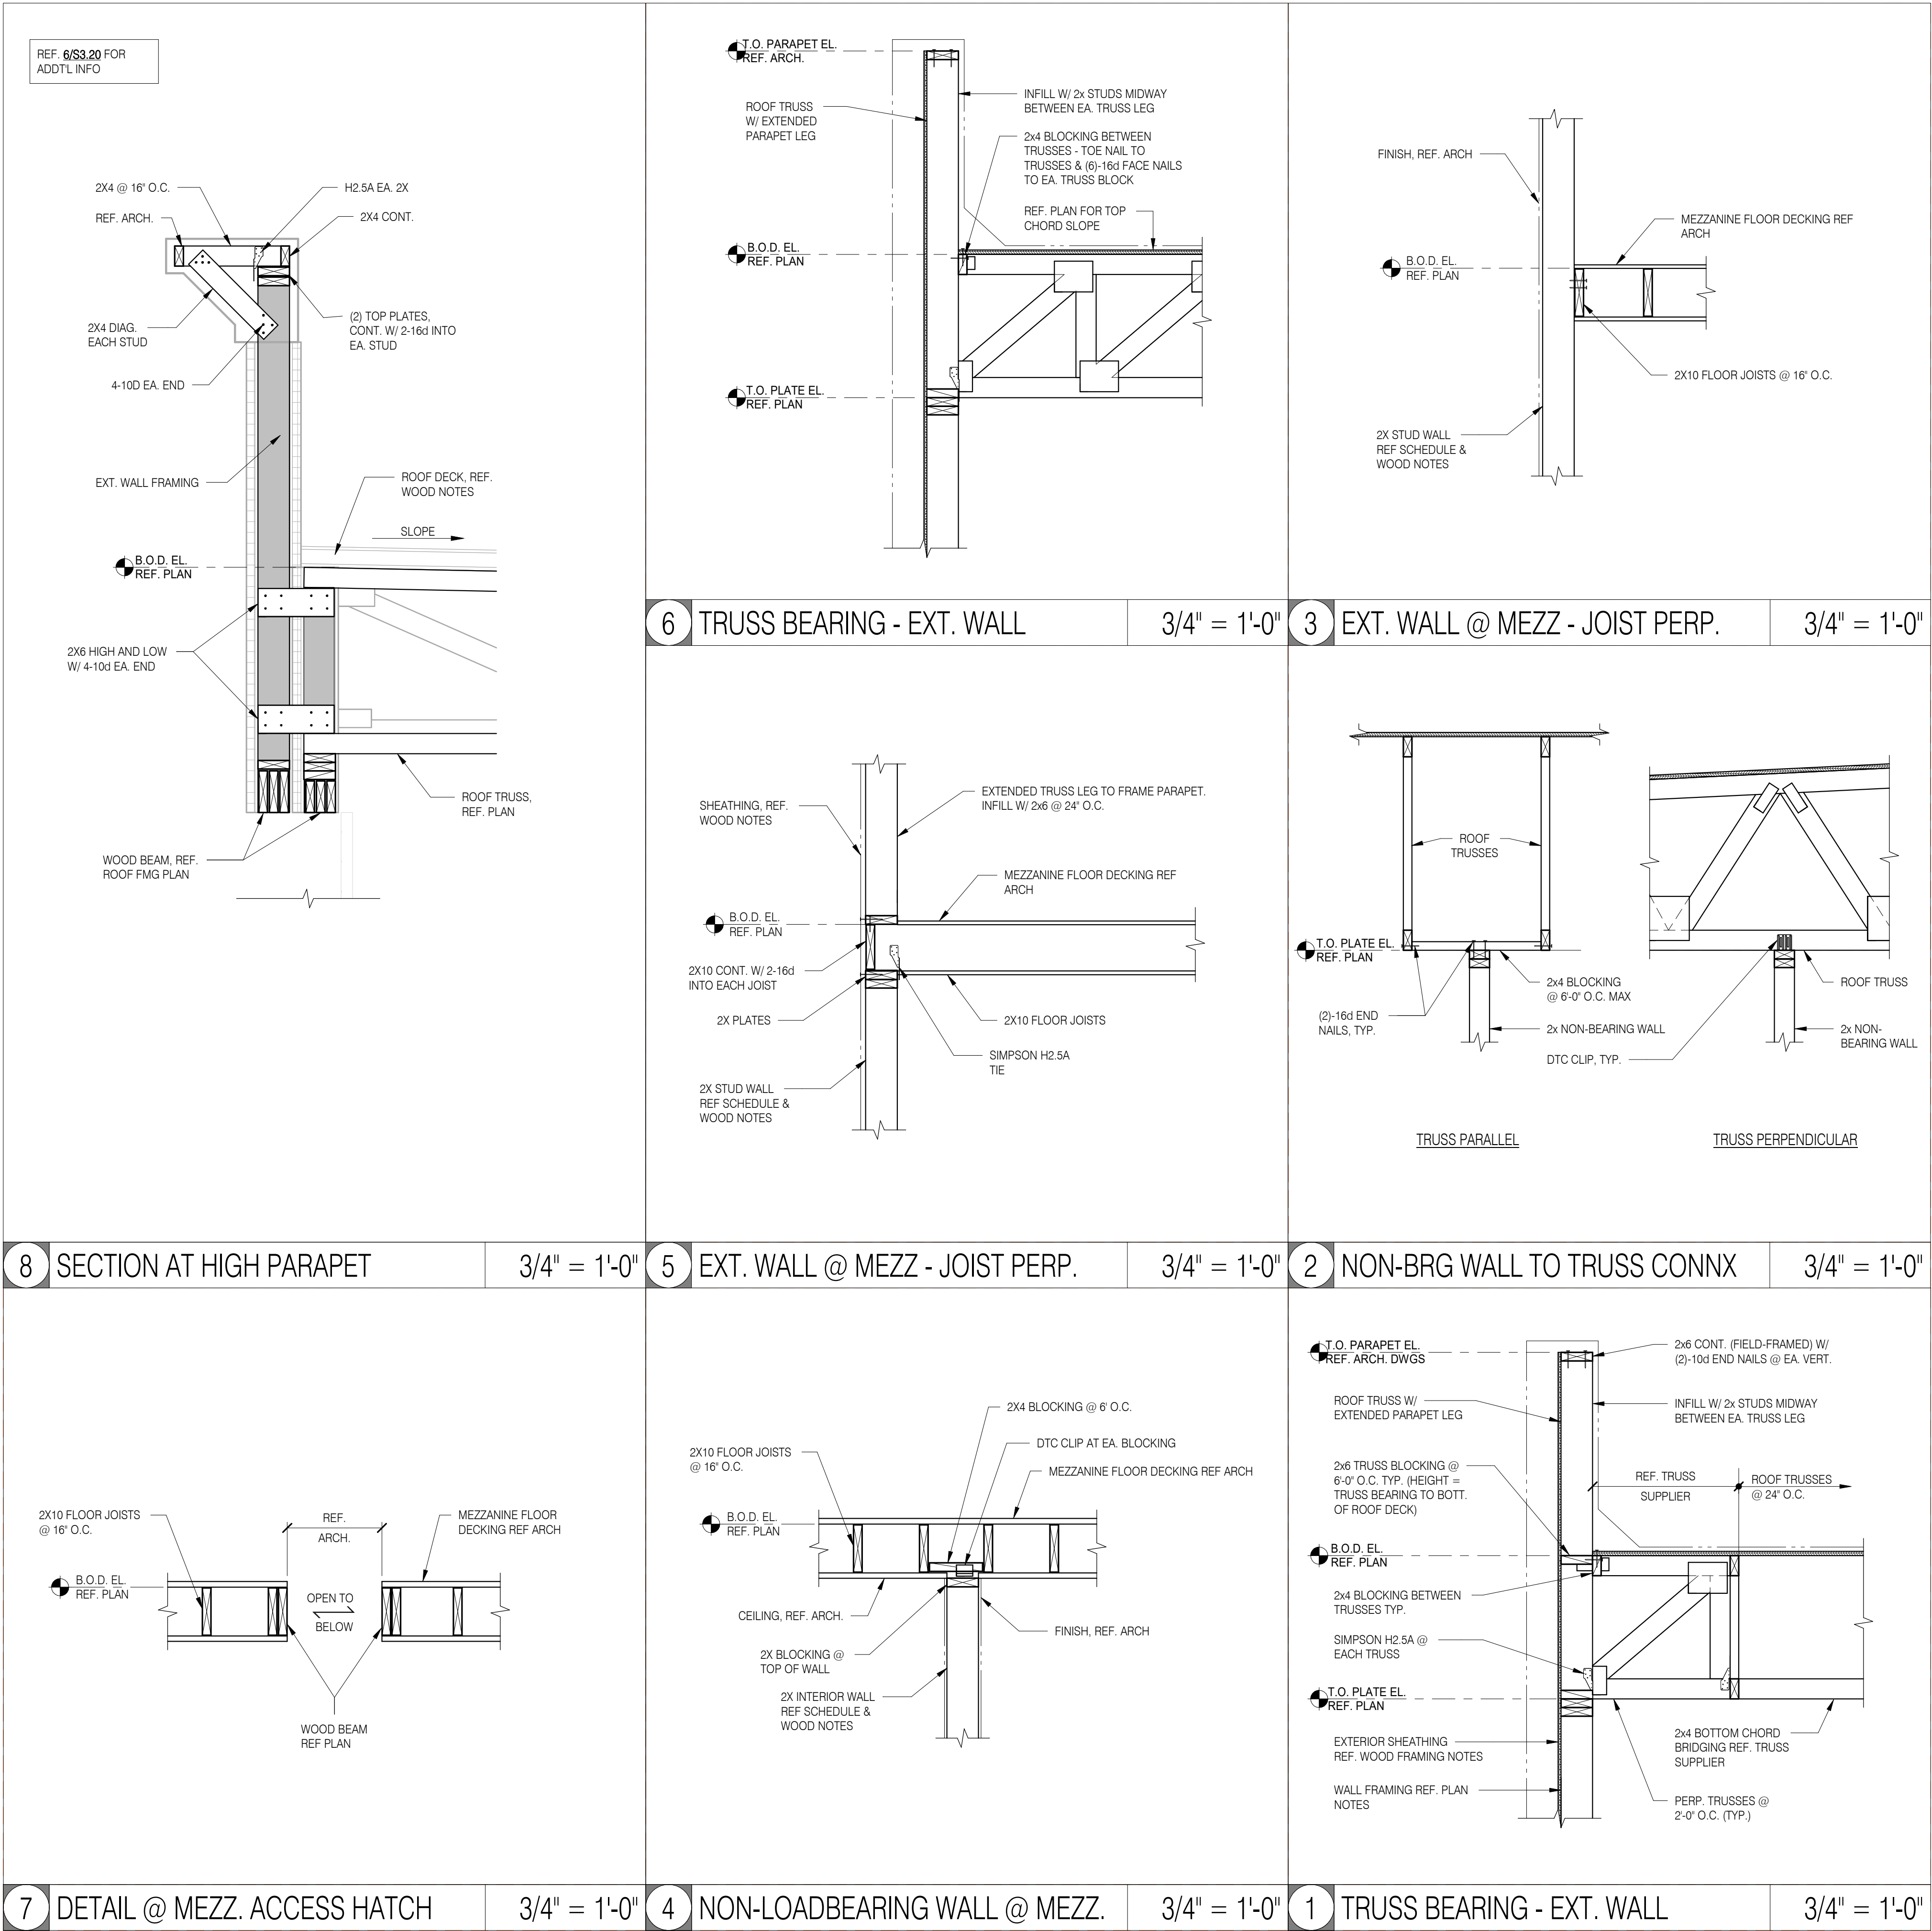 REF. 6/S3.20 FOR
ADDT'L INFO
2X4 @ 16" O.C.
H2.5A EA. 2X
REF. ARCH.
2X4 CONT.
2X4 DIAG.
EACH STUD
(2) TOP PLATES,
CONT. W/ 2-16d INTO
EA. STUD
4-10D EA. END
EXT. WALL FRAMING
ROOF DECK, REF.
WOOD NOTES
SLOPE
B.O.D. EL.
REF. PLAN
2X6 HIGH AND LOW
W/ 4-10d EA. END
ROOF TRUSS,
REF. PLAN
WOOD BEAM, REF.
ROOF FMG PLAN
8 SECTION AT HIGH PARAPET 3/4" = 1'-0"
T.O. PARAPET EL.
REF. ARCH.
ROOF TRUSS
W/ EXTENDED
PARAPET LEG
INFILL W/ 2x STUDS MIDWAY
BETWEEN EA. TRUSS LEG
2x4 BLOCKING BETWEEN
TRUSSES - TOE NAIL TO
TRUSSES & (6)-16d FACE NAILS
TO EA. TRUSS BLOCK
REF. PLAN FOR TOP
CHORD SLOPE
B.O.D. EL.
REF. PLAN
T.O. PLATE EL.
REF. PLAN
6 TRUSS BEARING - EXT. WALL 3/4" = 1'-0"
FINISH, REF. ARCH
MEZZANINE FLOOR DECKING REF
ARCH
B.O.D. EL.
REF. PLAN
2X10 FLOOR JOISTS @ 16" O.C.
2X STUD WALL
REF SCHEDULE &
WOOD NOTES
3 EXT. WALL @ MEZZ - JOIST PERP. 3/4" = 1'-0"
SHEATHING, REF.
WOOD NOTES
EXTENDED TRUSS LEG TO FRAME PARAPET.
INFILL W/ 2x6 @ 24" O.C.
MEZZANINE FLOOR DECKING REF
ARCH
B.O.D. EL.
REF. PLAN
2X10 CONT. W/ 2-16d
INTO EACH JOIST
2X PLATES
2X10 FLOOR JOISTS
SIMPSON H2.5A
TIE
2X STUD WALL
REF SCHEDULE &
WOOD NOTES
5 EXT. WALL @ MEZZ - JOIST PERP. 3/4" = 1'-0"
ROOF
TRUSSES
T.O. PLATE EL.
REF. PLAN
2x4 BLOCKING
@ 6'-0" O.C. MAX
ROOF TRUSS
(2)-16d END
NAILS, TYP.
2x NON-BEARING WALL
2x NON-
BEARING WALL
DTC CLIP, TYP.
TRUSS PARALLEL
TRUSS PERPENDICULAR
2 NON-BRG WALL TO TRUSS CONNX 3/4" = 1'-0"
2X10 FLOOR JOISTS
@ 16" O.C.
REF.
ARCH.
MEZZANINE FLOOR
DECKING REF ARCH
B.O.D. EL.
REF. PLAN
OPEN TO
BELOW
WOOD BEAM
REF PLAN
7 DETAIL @ MEZZ. ACCESS HATCH 3/4" = 1'-0"
2X4 BLOCKING @ 6' O.C.
DTC CLIP AT EA. BLOCKING
2X10 FLOOR JOISTS
@ 16" O.C.
MEZZANINE FLOOR DECKING REF ARCH
B.O.D. EL.
REF. PLAN
CEILING, REF. ARCH.
FINISH, REF. ARCH
2X BLOCKING @
TOP OF WALL
2X INTERIOR WALL
REF SCHEDULE &
WOOD NOTES
4 NON-LOADBEARING WALL @ MEZZ. 3/4" = 1'-0"
T.O. PARAPET EL.
REF. ARCH. DWGS
2x6 CONT. (FIELD-FRAMED) W/
(2)-10d END NAILS @ EA. VERT.
ROOF TRUSS W/
EXTENDED PARAPET LEG
INFILL W/ 2x STUDS MIDWAY
BETWEEN EA. TRUSS LEG
2x6 TRUSS BLOCKING @
6'-0" O.C. TYP. (HEIGHT =
TRUSS BEARING TO BOTT.
OF ROOF DECK)
REF. TRUSS
SUPPLIER
ROOF TRUSSES
@ 24" O.C.
B.O.D. EL.
REF. PLAN
2x4 BLOCKING BETWEEN
TRUSSES TYP.
SIMPSON H2.5A @
EACH TRUSS
T.O. PLATE EL.
REF. PLAN
EXTERIOR SHEATHING
REF. WOOD FRAMING NOTES
2x4 BOTTOM CHORD
BRIDGING REF. TRUSS
SUPPLIER
WALL FRAMING REF. PLAN
NOTES
PERP. TRUSSES @
2'-0" O.C. (TYP.)
1 TRUSS BEARING - EXT. WALL 3/4" = 1'-0"